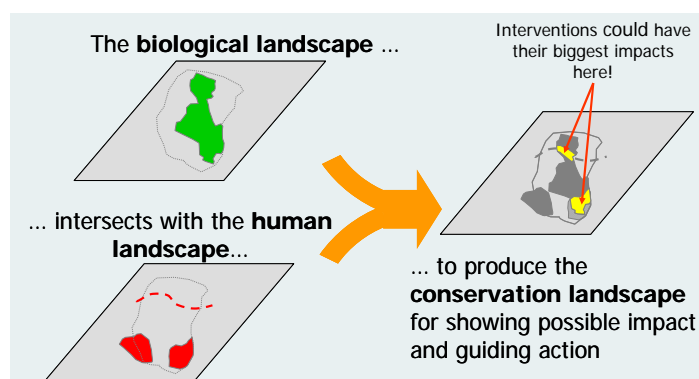 The biological landscape ...
Interventions could have
their biggest impacts
here!
... intersects with the human
landscape...
... to produce the
conservation landscape
for showing possible impact
and guiding action